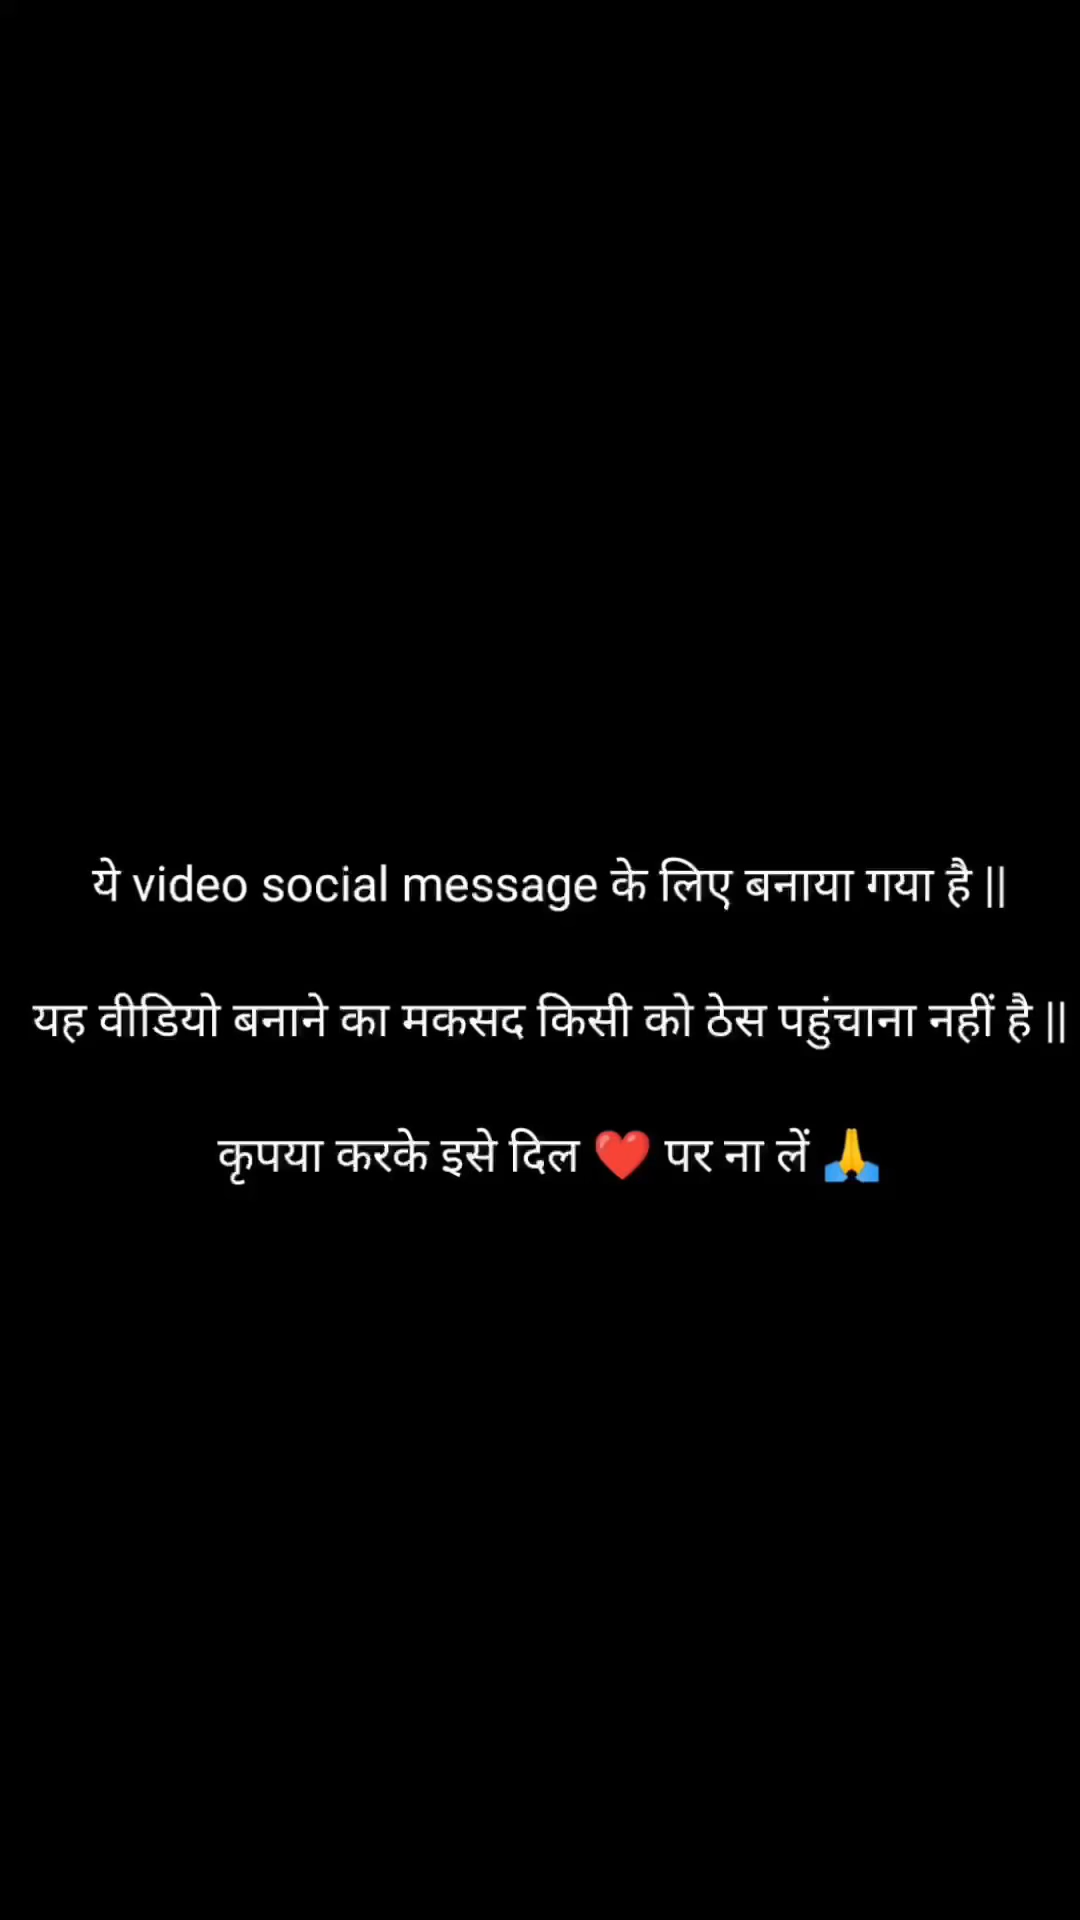 ये video social message के लिए बनाया गया है ||
यह वीडियो बनाने का मकसद किसी को ठेस पहुंचाना नहीं है ||
कृपया करके इसे दिल ❤️ पर ना लें 🙏